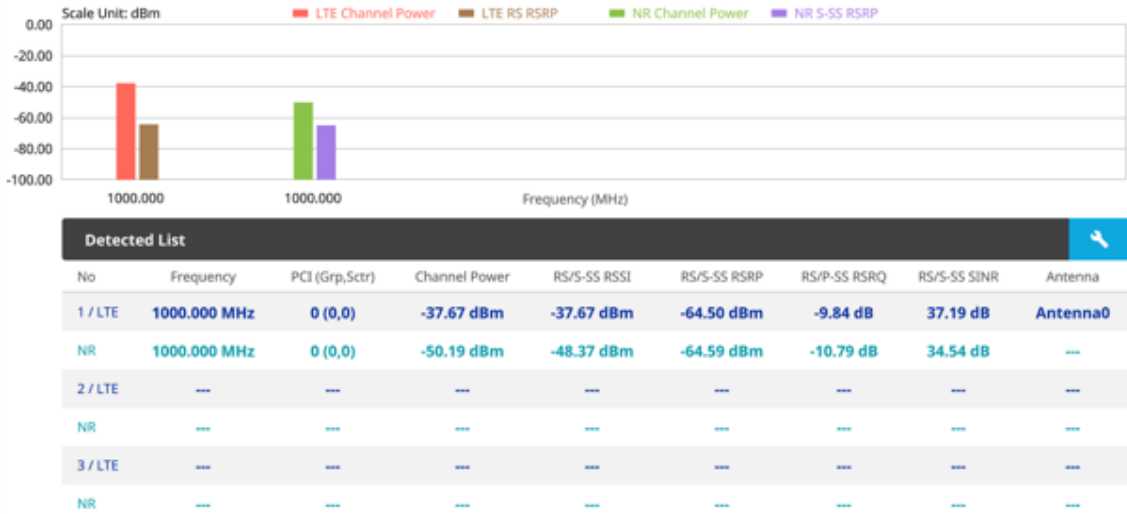 Scale Unit: dBm LTE Channel Power LTE RS RSRP NR Channel Power NR S-SS RSRP
0.00
-20.00
-40.00
-60.00
-80.00
-100.00
1000.000 1000.000 Frequency (MHz)
Detected List
No Frequency PCI (Grp,Sctr) Channel Power RS/S-SS RSSI RS/S-SS RSRP RS/P-SS RSRQ RS/S-SS SINR Antenna
1 / LTE 1000.000 MHz 0 (0,0) -37.67 dBm -37.67 dBm -64.50 dBm -9.84 dB 37.19 dB Antenna0
NR 1000.000 MHz 0 (0,0) -50.19 dBm -48.37 dBm -64.59 dBm -10.79 dB 34.54 dB ---
2 / LTE --- --- --- --- --- --- --- ---
NR --- --- --- --- --- --- --- ---
3 / LTE --- --- --- --- --- --- --- ---
NR --- --- --- --- --- --- --- ---